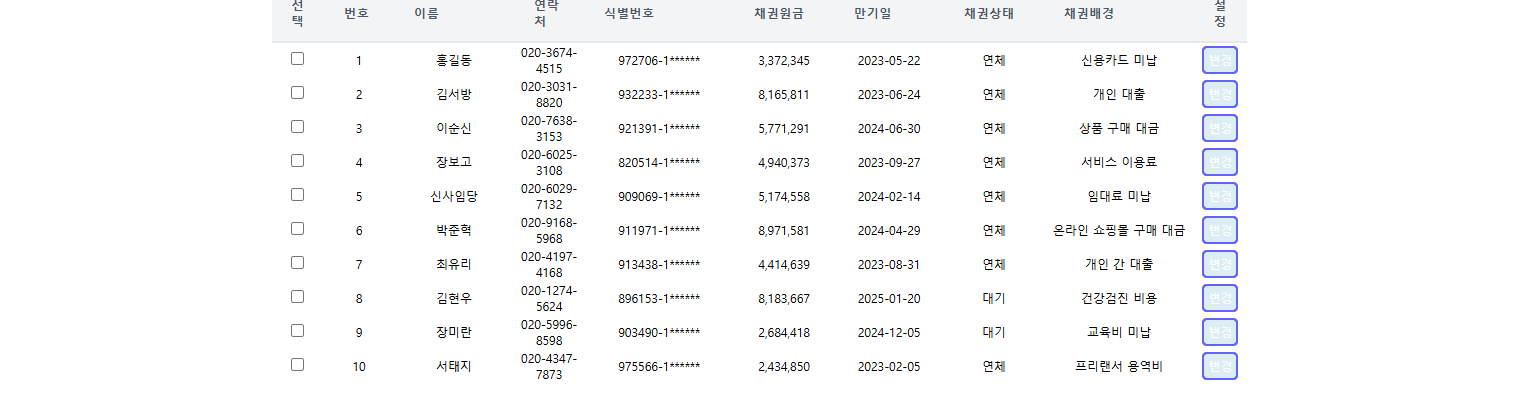 선택 번호 이름 연락처 식별번호 채권원금 만기일 채권상태 채권배경 설정
1 홍길동 020-3674-4515 972706-1****** 3,372,345 2023-05-22 연체 신용카드 미납 변경
2 김서방 020-3031-8820 932233-1****** 8,165,811 2023-06-24 연체 개인 대출 변경
3 이순신 020-7638-3153 921391-1****** 5,771,291 2024-06-30 연체 상품 구매 대금 변경
4 장보고 020-6025-3108 820514-1****** 4,940,373 2023-09-27 연체 서비스 이용료 변경
5 신사임당 020-6029-7132 909069-1****** 5,174,558 2024-02-14 연체 임대료 미납 변경
6 박준혁 020-9168-5968 911971-1****** 8,971,581 2024-04-29 연체 온라인 쇼핑몰 구매 대금 변경
7 최유리 020-4197-4168 913438-1****** 4,414,639 2023-08-31 연체 개인 간 대출 변경
8 김현우 020-1274-5624 896153-1****** 8,183,667 2025-01-20 대기 건강검진 비용 변경
9 장미란 020-5996-8598 903490-1****** 2,684,418 2024-12-05 대기 교육비 미납 변경
10 서태지 020-4347-7873 975566-1****** 2,434,850 2023-02-05 연체 프리랜서 용역비 변경